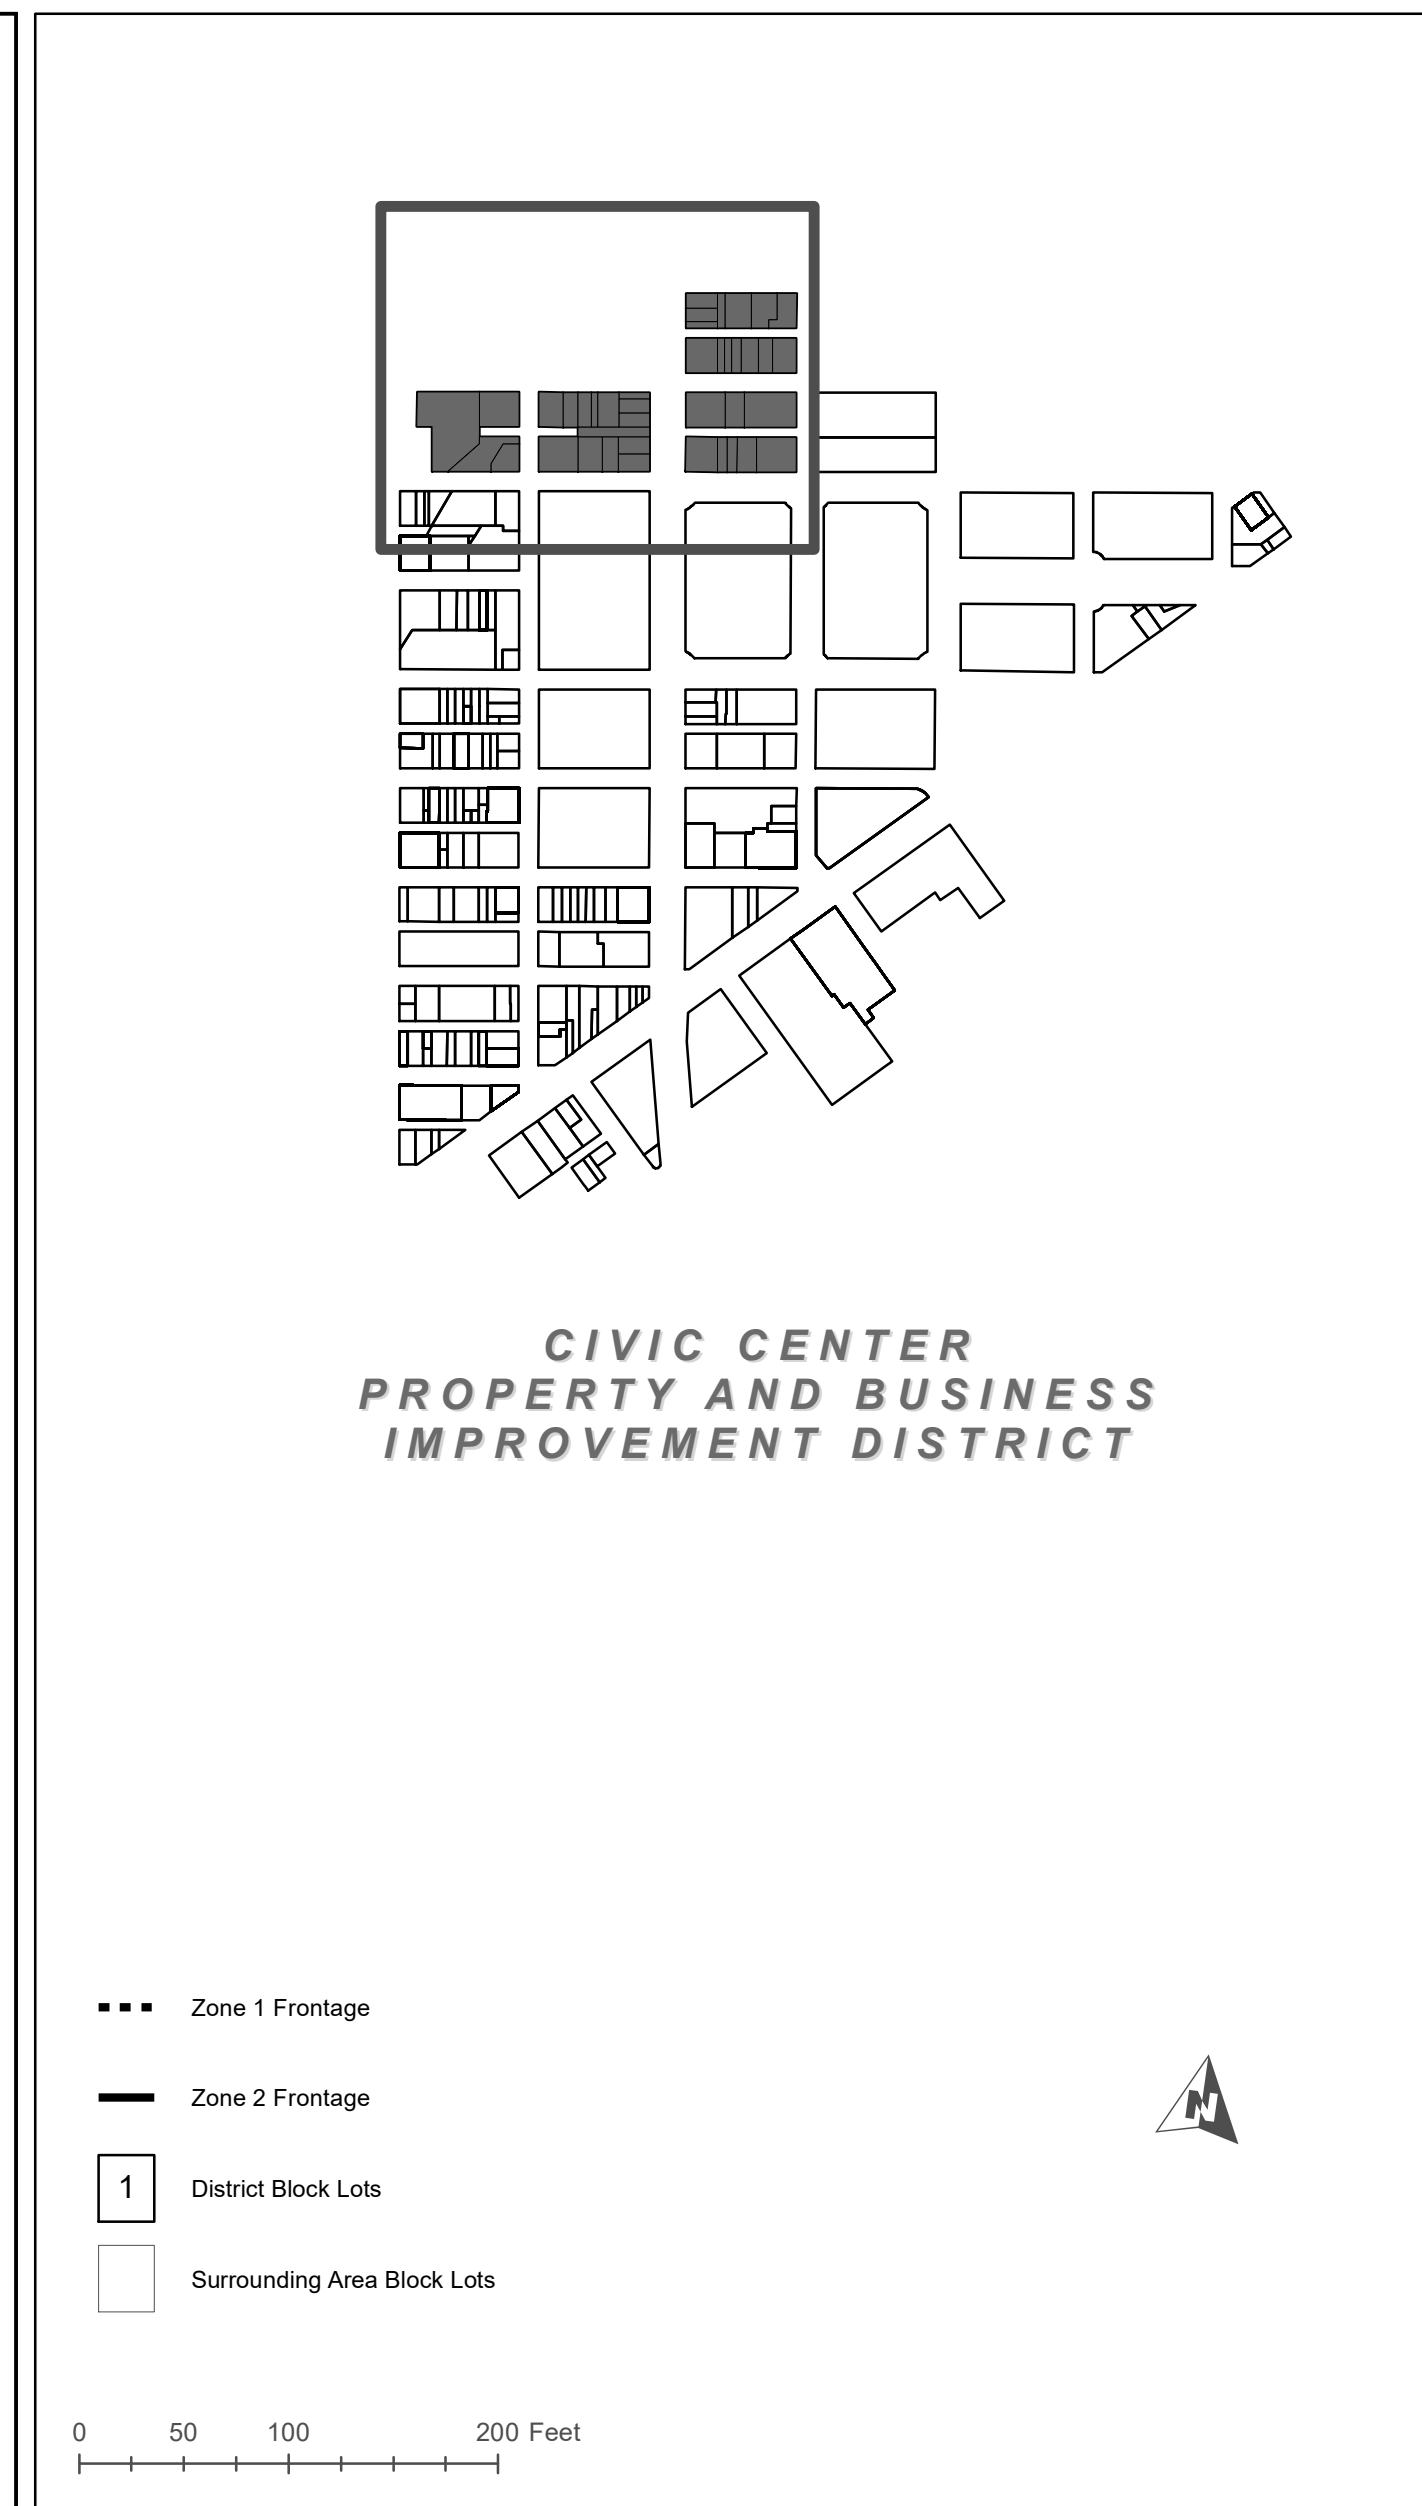 CIVIC CENTER
PROPERTY AND BUSINESS
IMPROVEMENT DISTRICT
Zone 1 Frontage
Zone 2 Frontage
N
1 District Block Lots
Surrounding Area Block Lots
0 50 100 200 Feet